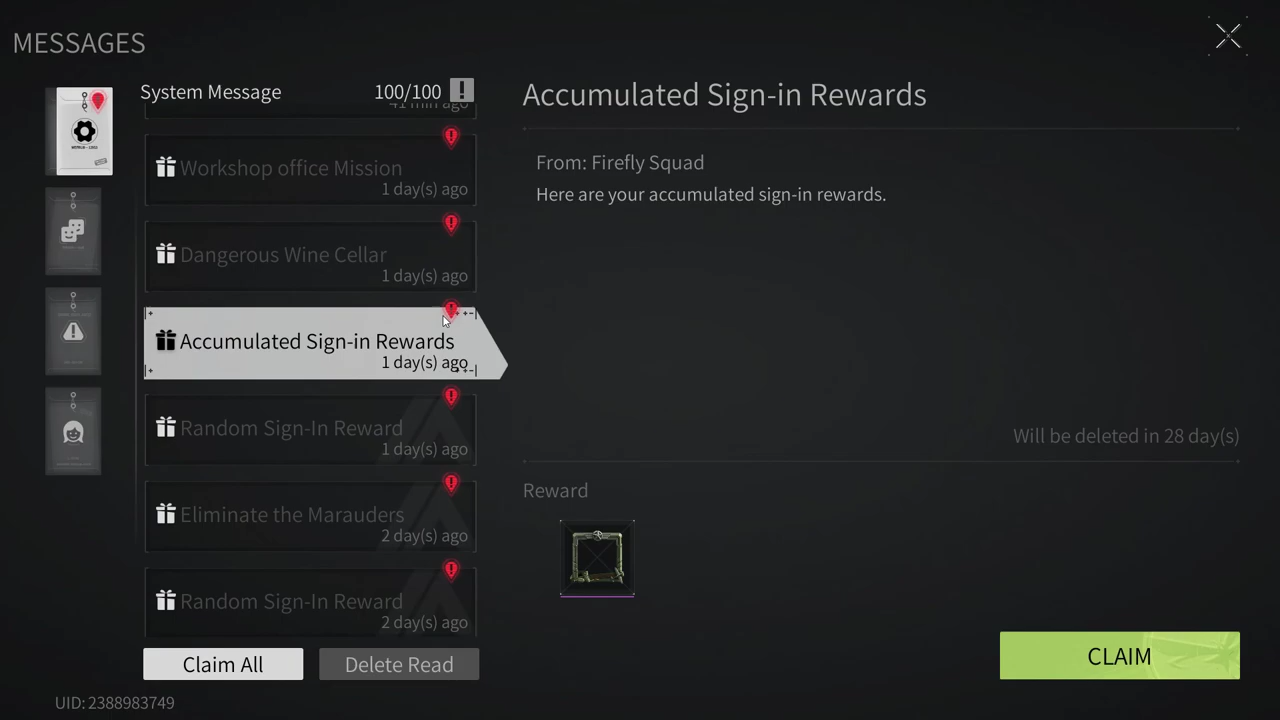 MESSAGES
System Message 100/100
41 min ago
Workshop office Mission
1 day(s) ago
Dangerous Wine Cellar
1 day(s) ago
Accumulated Sign-in Rewards
1 day(s) ago
Random Sign-In Reward
1 day(s) ago
Eliminate the Marauders
2 day(s) ago
Random Sign-In Reward
2 day(s) ago
Claim All
Delete Read
UID: 2388983749
Accumulated Sign-in Rewards
From: Firefly Squad
Here are your accumulated sign-in rewards.
Will be deleted in 28 day(s)
Reward
CLAIM